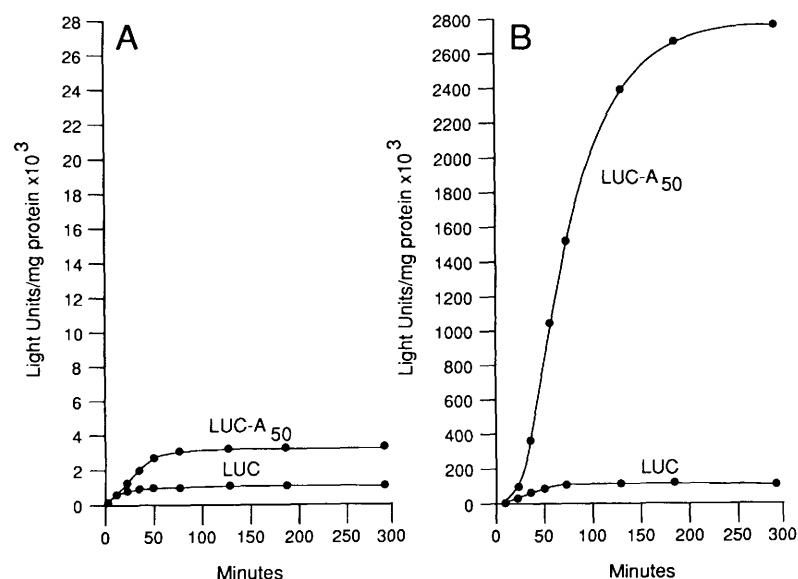 A
28
26
24
22
20
18
16
14
12
10
8
6
4
2
0
Light Units/mg protein x10³
LUC-A₅₀
LUC
0 50 100 150 200 250 300
Minutes
B
2800
2600
2400
2200
2000
1800
1600
1400
1200
1000
800
600
400
200
0
Light Units/mg protein x10³
LUC-A₅₀
LUC
0 50 100 150 200 250 300
Minutes